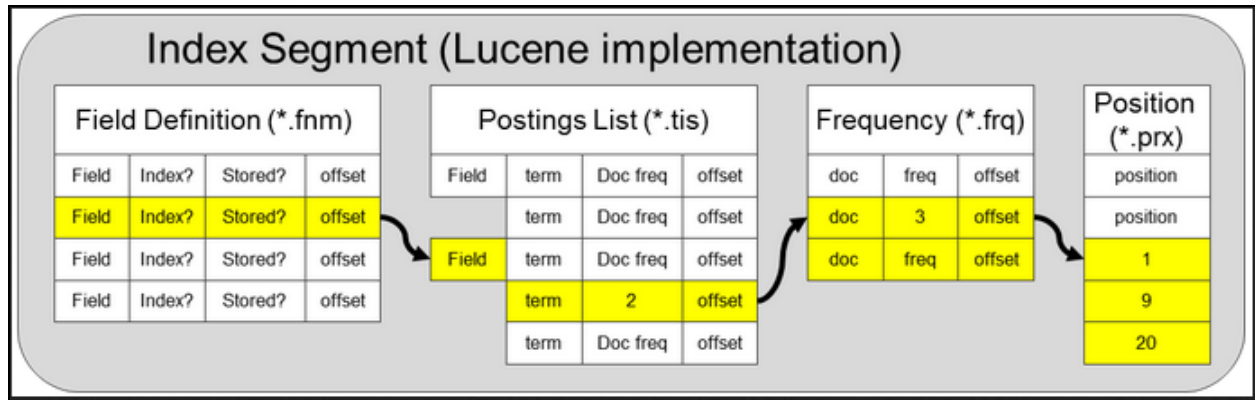 Index Segment (Lucene implementation)
Field Definition (*.fnm)
Field Index? Stored? offset
Field Index? Stored? offset
Field Index? Stored? offset
Field Index? Stored? offset
Postings List (*.tis)
Field term Doc freq offset
term Doc freq offset
Field term Doc freq offset
term 2 offset
term Doc freq offset
Frequency (*.frq)
doc freq offset
doc 3 offset
doc freq offset
Position
(*.prx)
position
position
1
9
20